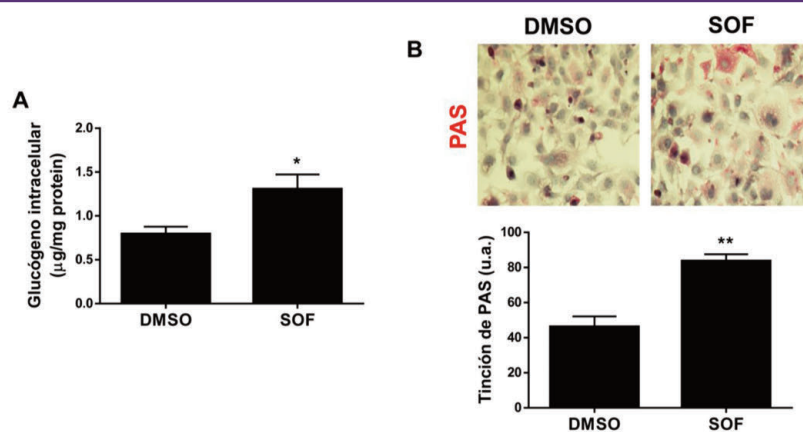 A
Glucógeno intracelular
(µg/mg protein)
2.0
1.5
1.0
0.5
0.0
*
DMSO
SOF
B
DMSO
SOF
PAS
Tinción de PAS (u.a.)
100
80
60
40
20
0
**
DMSO
SOF